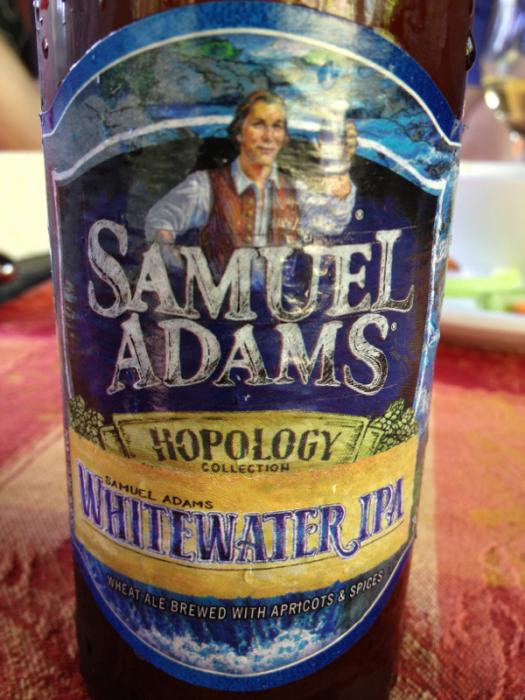 SAMUEL
ADAMS®
HOPOLOGY
COLLECTION
SAMUEL ADAMS
WHITEWATER IPA
WHEAT ALE BREWED WITH APRICOTS & SPICES